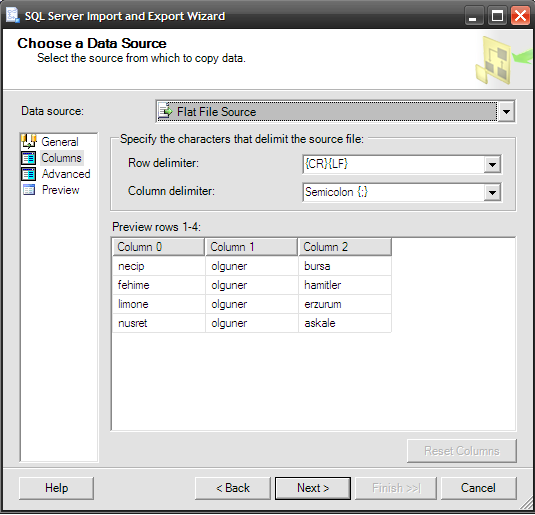 SQL Server Import and Export Wizard
Choose a Data Source
Select the source from which to copy data.
Data source: Flat File Source
General
Columns
Advanced
Preview
Specify the characters that delimit the source file:
Row delimiter: {CR}{LF}
Column delimiter: Semicolon {;}
Preview rows 1-4:
Column 0 Column 1 Column 2
necip olguner bursa
fehime olguner hamitler
limone olguner erzurum
nusret olguner askale
Reset Columns
Help < Back Next > Finish >>| Cancel